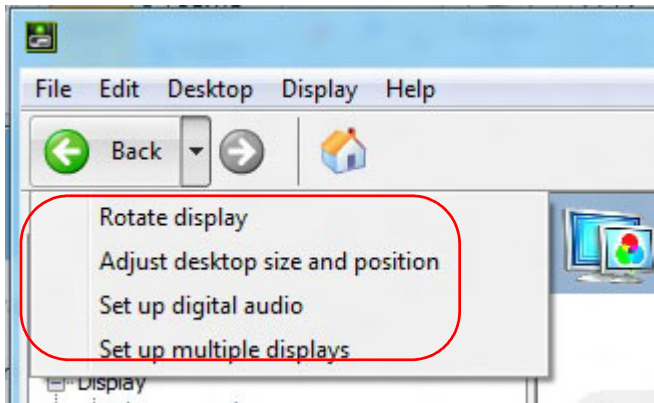 File Edit Desktop Display Help
Back
Rotate display
Adjust desktop size and position
Set up digital audio
Set up multiple displays
Display